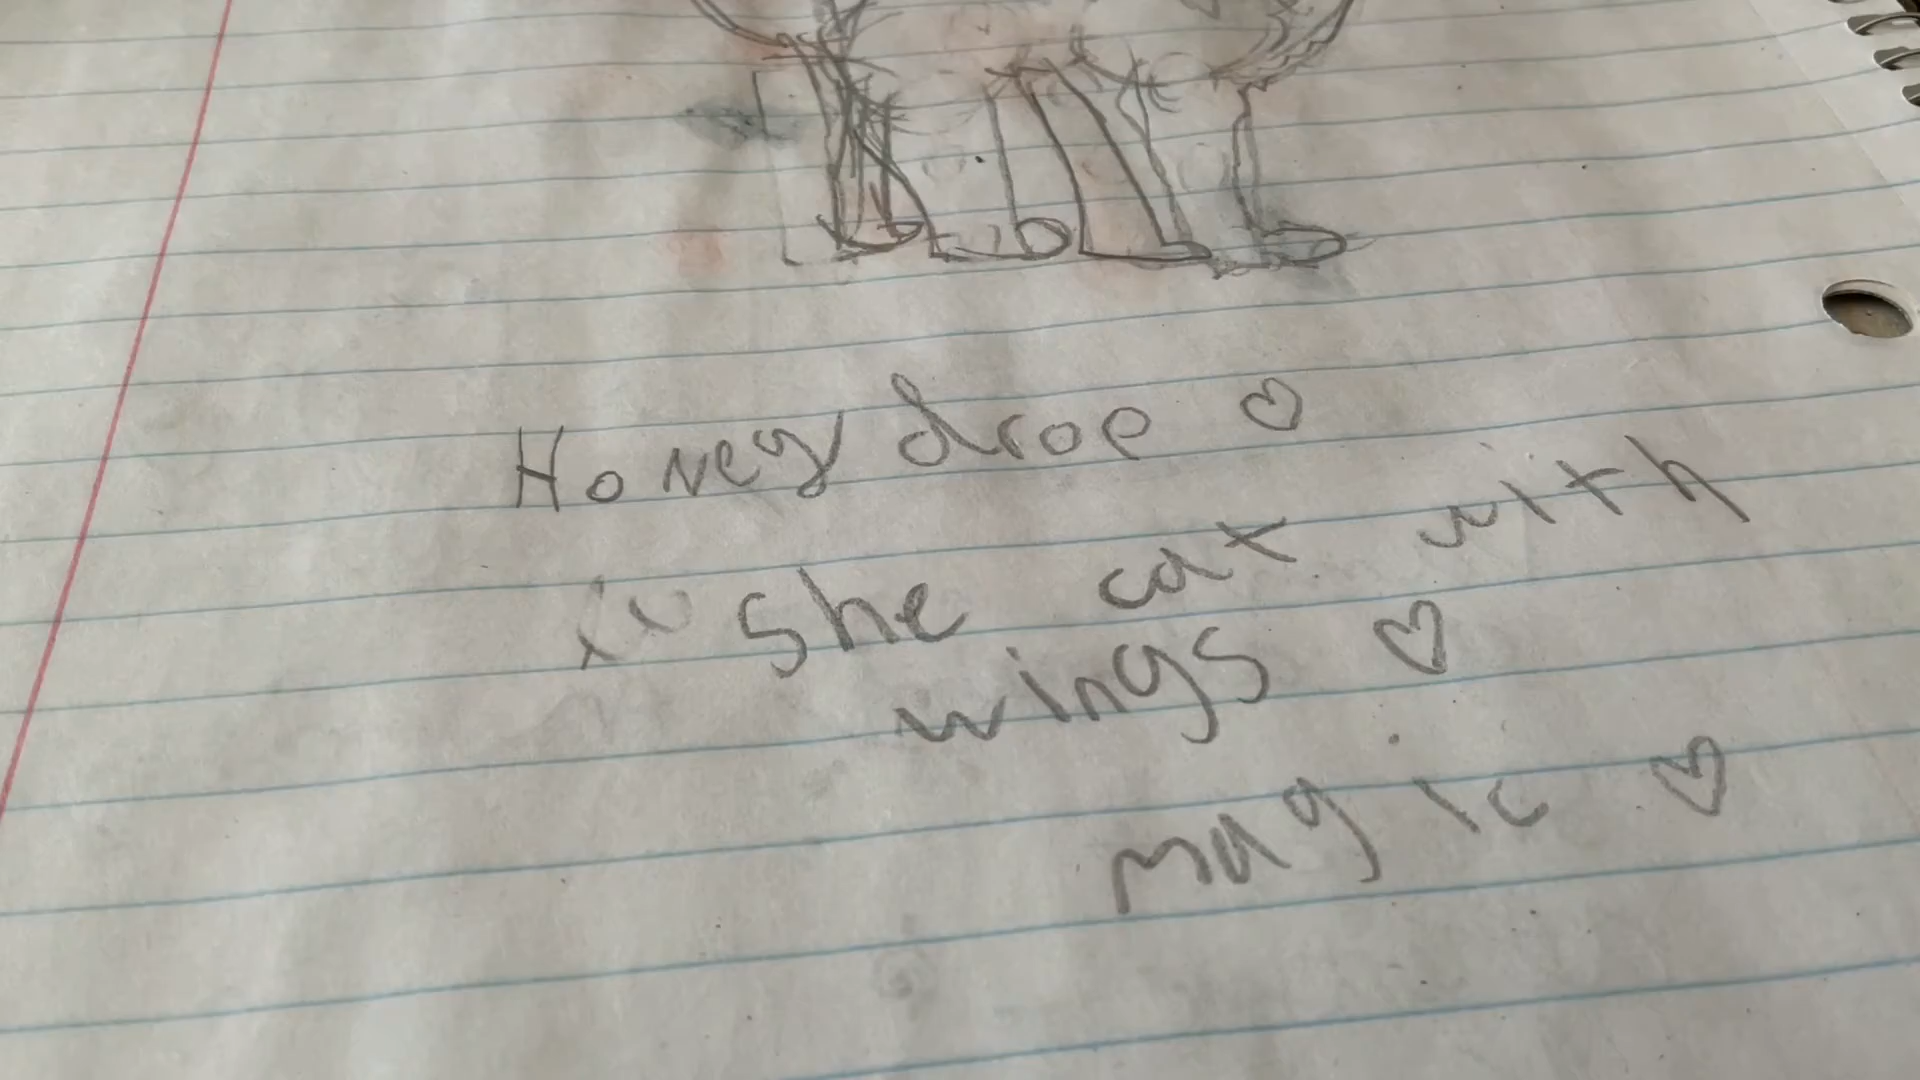 Honey drop ♡
she cat with
wings ♡
magic ♡